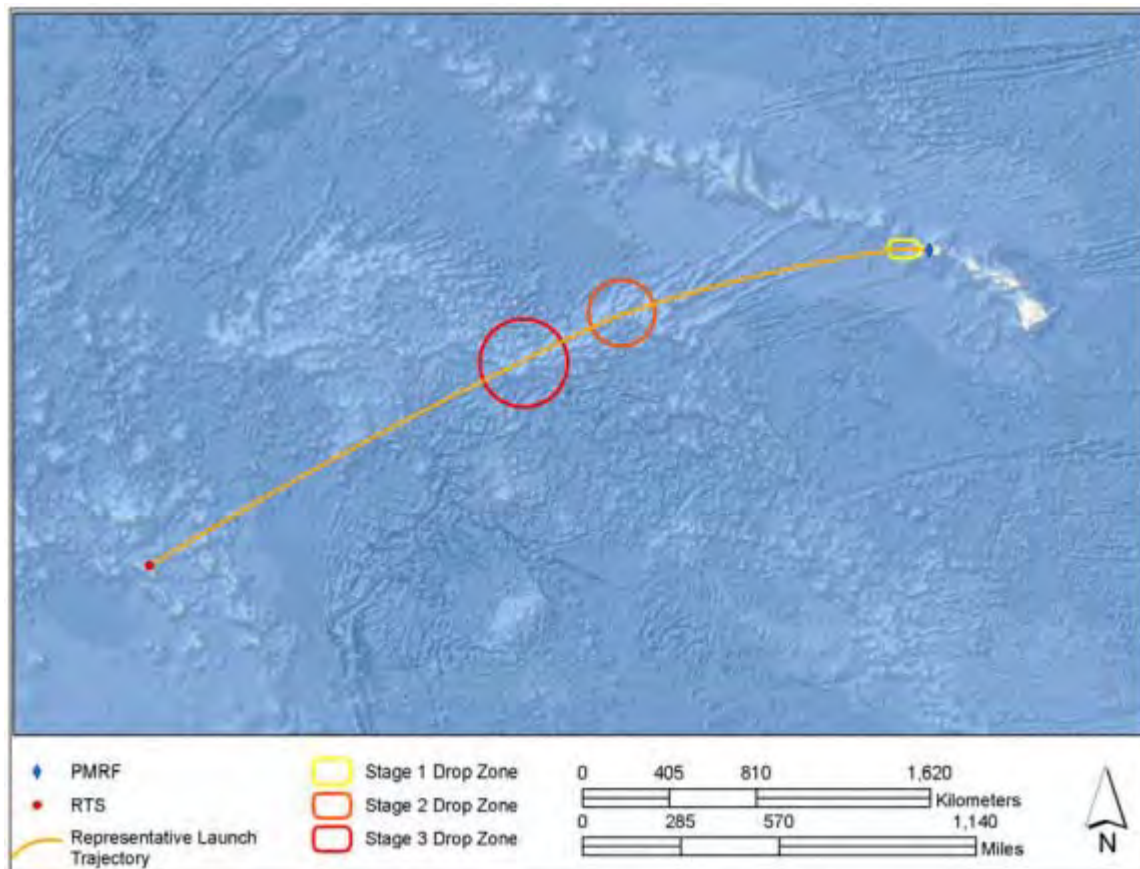 PMRF
RTS
Representative Launch
Trajectory
Stage 1 Drop Zone
Stage 2 Drop Zone
Stage 3 Drop Zone
0 405 810 1,620
Kilometers
0 285 570 1,140
Miles
N